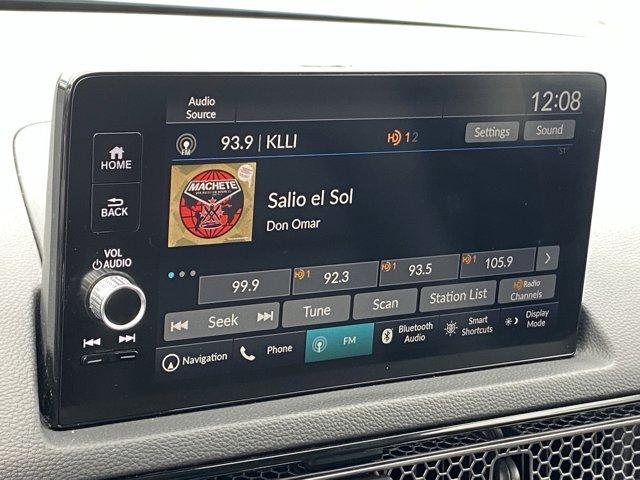 Audio
Source
12:08
FM
93.9 | KLLI
HD 1 2
Settings
Sound
ST
HOME
BACK
VOL
AUDIO
MACHETE
Salio el Sol
Don Omar
99.9
HD 1
92.3
HD 1
93.5
HD 1
105.9
Seek
Tune
Scan
Station List
HD Radio
Channels
Navigation
Phone
FM
Bluetooth
Audio
Smart
Shortcuts
Display
Mode